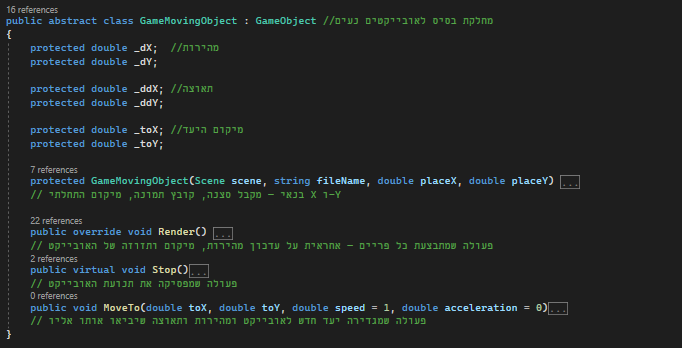 16 references
public abstract class GameMovingObject : GameObject //מחלקת בסיס לאובייקטים נעים
{
protected double _dX; //מהירות
protected double _dY;
protected double _ddX; //תאוצה
protected double _ddY;
protected double _toX; //מיקום היעד
protected double _toY;
7 references
protected GameMovingObject(Scene scene, string fileName, double placeX, double placeY) ...
// בנאי – מקבל סצנה, קובץ תמונה, מיקום התחלתי X ו-Y
22 references
public override void Render() ...
// פעולה שמתבצעת כל פריים – אחראית על עדכון מהירות, מיקום ותזוזה של האובייקט
2 references
public virtual void Stop()...
// פעולה שמפסיקה את תנועת האובייקט
0 references
public void MoveTo(double toX, double toY, double speed = 1, double acceleration = 0)...
// פעולה שמגדירה יעד חדש לאובייקט ומהירות ותאוצה שיביאו אותו אליו
}